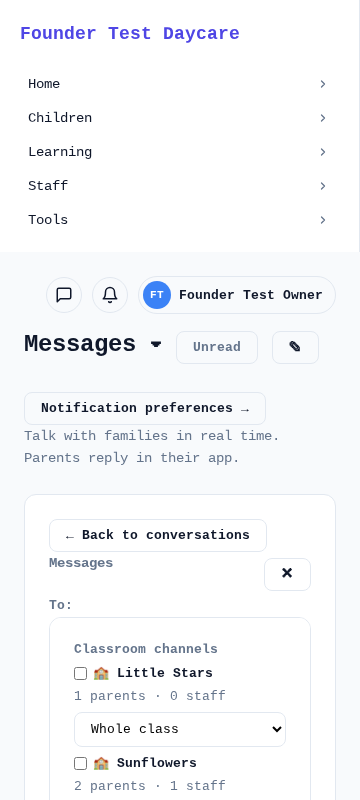 Founder Test Daycare
Home
Children
Learning
Staff
Tools
FT Founder Test Owner
Messages Unread
Notification preferences →
Talk with families in real time.
Parents reply in their app.
← Back to conversations
Messages
To:
Classroom channels
🏫 Little Stars
1 parents · 0 staff
Whole class
🏫 Sunflowers
2 parents · 1 staff